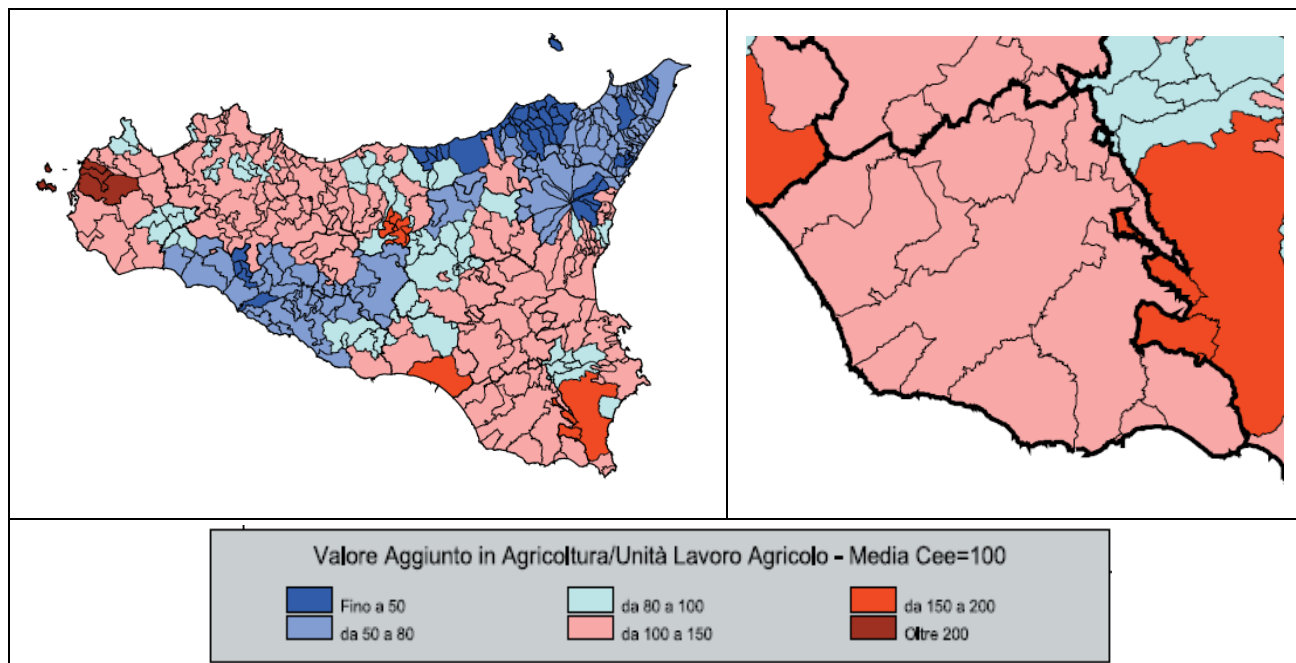 Valore Aggiunto in Agricoltura/Unità Lavoro Agricolo - Media Cee=100
Fino a 50
da 80 a 100
da 150 a 200
da 50 a 80
da 100 a 150
Oltre 200